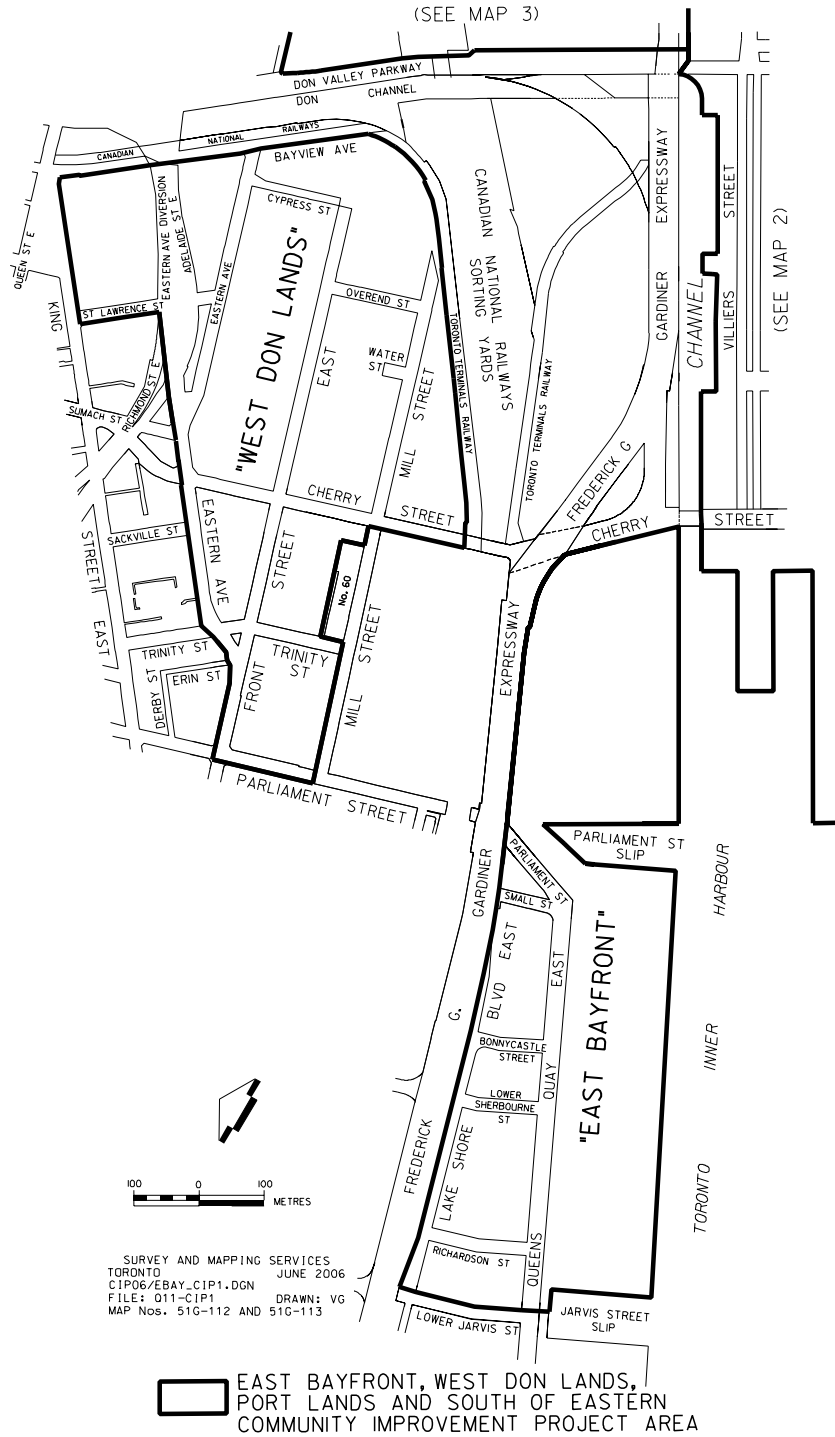 (SEE MAP 3)
DON VALLEY PARKWAY
DON CHANNEL
CANADIAN NATIONAL RAILWAYS
BAYVIEW AVE
CYPRESS ST
EASTERN AVE DIVERSION
ADELAIDE ST E
EASTERN AVE
QUEEN ST E
KING STREET EAST
ST LAWRENCE ST
"WEST DON LANDS"
OVEREND ST
WATER ST
MILL STREET
TORONTO TERMINALS RAILWAY
CANADIAN NATIONAL RAILWAYS
SORTING YARDS
TORONTO TERMINALS RAILWAY
GARDINER EXPRESSWAY
CHANNEL
VILLIERS STREET
(SEE MAP 2)
SUMACH ST
RICHMOND ST E
SACKVILLE ST
EASTERN AVE
CHERRY STREET
FREDERICK G
CHERRY STREET
FRONT STREET EAST
No. 60
TRINITY ST
TRINITY ST
ERIN ST
DERBY ST
MILL STREET
PARLIAMENT STREET
FREDERICK G. GARDINER EXPRESSWAY
PARLIAMENT ST
SLIP
PARLIAMENT ST
SMALL ST
LAKE SHORE BLVD EAST
QUEENS QUAY EAST
BONNYCASTLE
STREET
LOWER
SHERBOURNE
ST
"EAST BAYFRONT"
TORONTO INNER HARBOUR
RICHARDSON ST
LOWER JARVIS ST
JARVIS STREET
SLIP
100 0 100
METRES
SURVEY AND MAPPING SERVICES
TORONTO JUNE 2006
CIP06/EBAY_CIP1.DGN
FILE: Q11-CIP1 DRAWN: VG
MAP Nos. 51G-112 AND 51G-113
EAST BAYFRONT, WEST DON LANDS,
PORT LANDS AND SOUTH OF EASTERN
COMMUNITY IMPROVEMENT PROJECT AREA